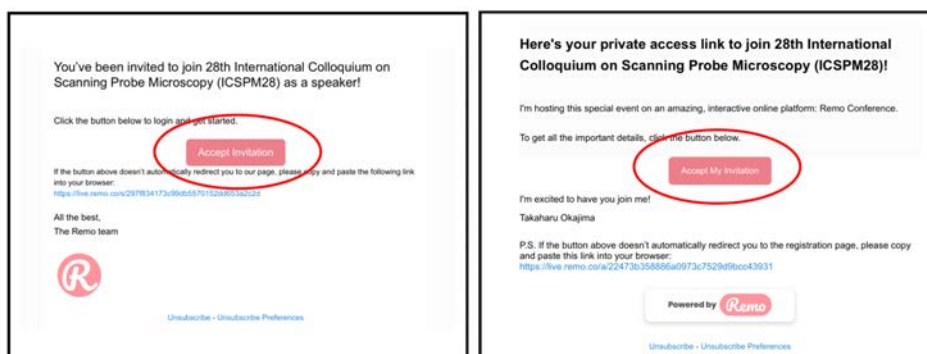 You've been invited to join 28th International Colloquium on
Scanning Probe Microscopy (ICSPM28) as a speaker!
Click the button below to login and get started.
Accept Invitation
If the button above doesn't automatically redirect you to our page, please copy and paste the following link
into your browser:
All the best,
The Remo team
R
Unsubscribe - Unsubscribe Preferences
Here's your private access link to join 28th International
Colloquium on Scanning Probe Microscopy (ICSPM28)!
I'm hosting this special event on an amazing, interactive online platform: Remo Conference.
To get all the important details, click the button below.
Accept My Invitation
I'm excited to have you join me!
Takaharu Okajima
P.S. If the button above doesn't automatically redirect you to the registration page, please copy
and paste this link into your browser:
https://live.remo.co/a/22473b358886a0973c7529d9bcc43931
Powered by Remo
Unsubscribe - Unsubscribe Preferences